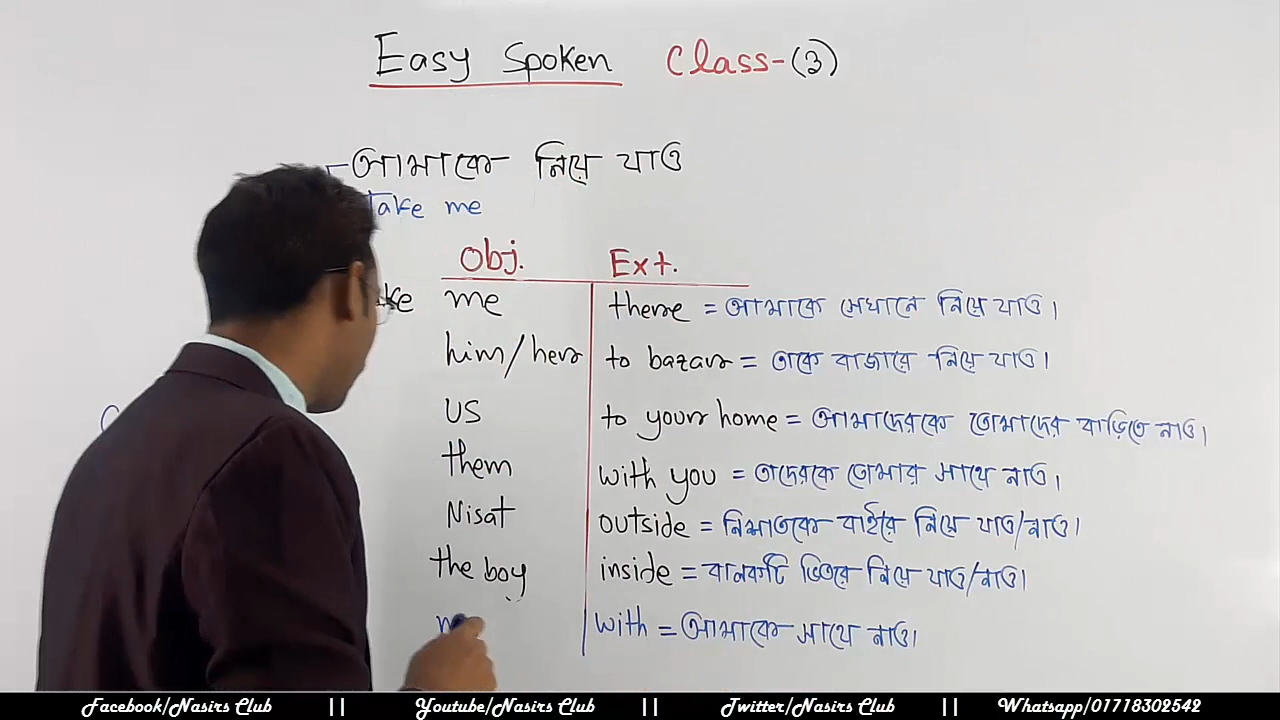 Easy Spoken Class-(3)
আমাকে নিয়ে যাও
Take me
Obj. Ext.
me there = আমাকে সেখানে নিয়ে যাও।
him/her to bazar = তাকে বাজারে নিয়ে যাও।
us to your home = আমাদেরকে তোমাদের বাড়িতে নাও।
them with you = তাদেরকে তোমার সাথে নাও।
Nisat outside = নিসাতকে বাইরে নিয়ে যাও/নাও।
the boy inside = বালকটি ভিতরে নিয়ে যাও/নাও।
with = আমাকে সাথে নাও।
Facebook/Nasirs Club || Youtube/Nasirs Club || Twitter/Nasirs Club || Whatsapp/01718302542